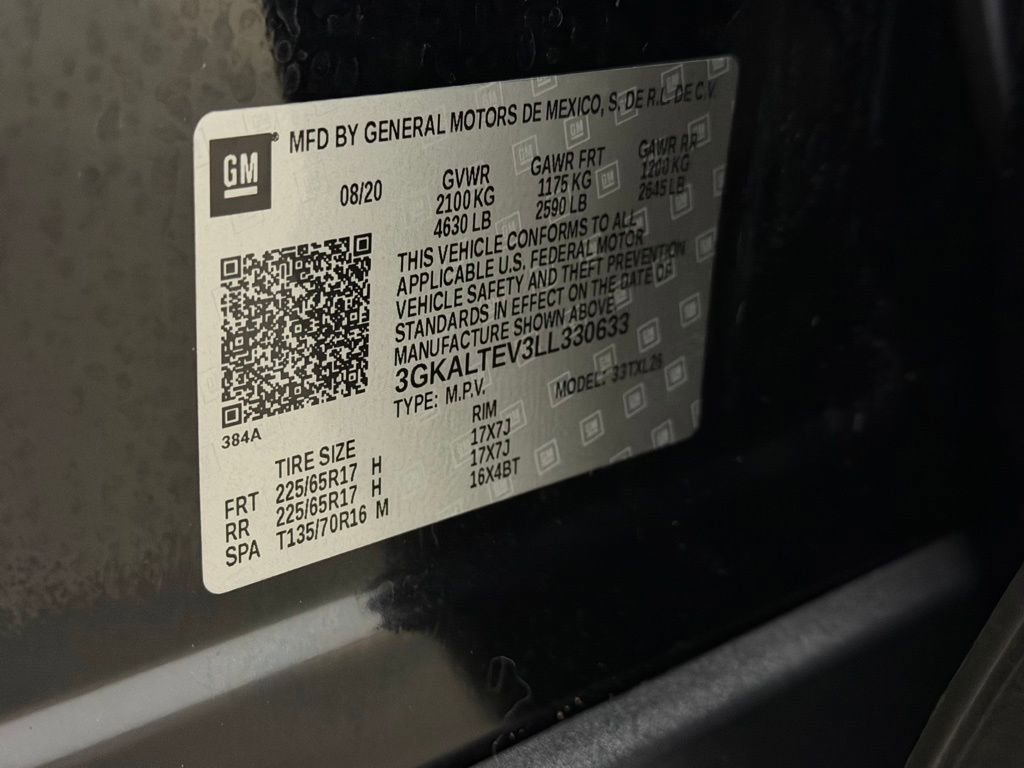 GM
MFD BY GENERAL MOTORS DE MEXICO, S. DE R.L. DE C.V.
08/20
GVWR GAWR FRT GAWR RR
2100 KG 1175 KG 1200 KG
4630 LB 2590 LB 2645 LB
THIS VEHICLE CONFORMS TO ALL
APPLICABLE U.S. FEDERAL MOTOR
VEHICLE SAFETY AND THEFT PREVENTION
STANDARDS IN EFFECT ON THE DATE OF
MANUFACTURE SHOWN ABOVE
3GKALTEV3LL330633
TYPE: M.P.V. MODEL: 33TXL26
384A
TIRE SIZE RIM
FRT 225/65R17 H 17X7J
RR 225/65R17 H 17X7J
SPA T135/70R16 M 16X4BT